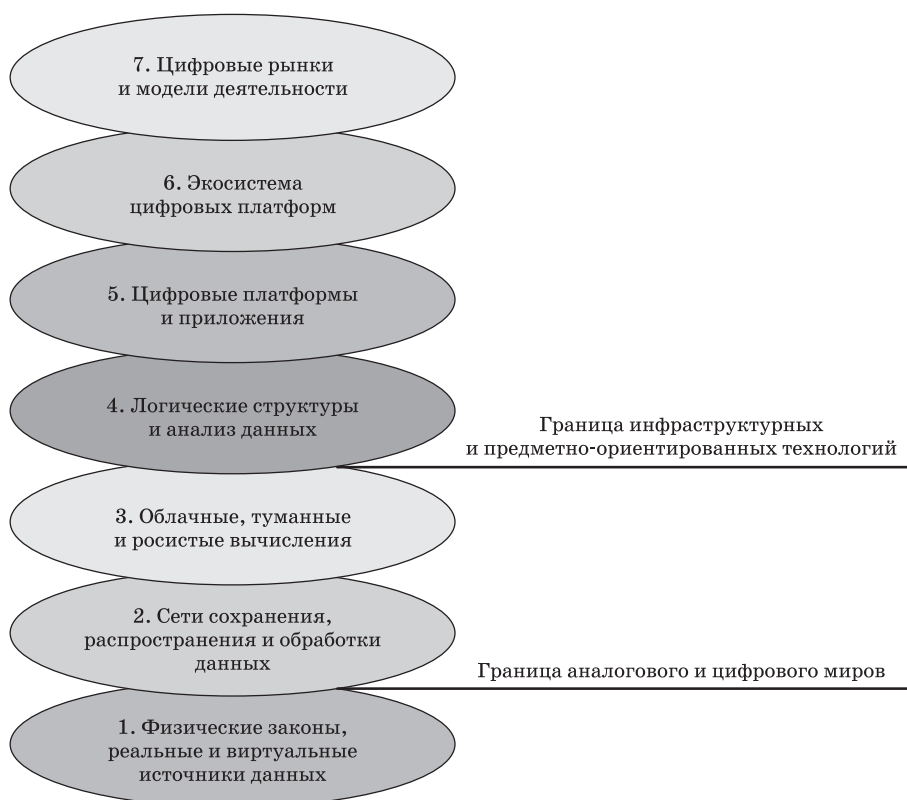 7. Цифровые рынки
и модели деятельности
6. Экосистема
цифровых платформ
5. Цифровые платформы
и приложения
4. Логические структуры
и анализ данных
Граница инфраструктурных
и предметно-ориентированных технологий
3. Облачные, туманные
и росистые вычисления
2. Сети сохранения,
распространения и обработки
данных
Граница аналогового и цифрового миров
1. Физические законы,
реальные и виртуальные
источники данных